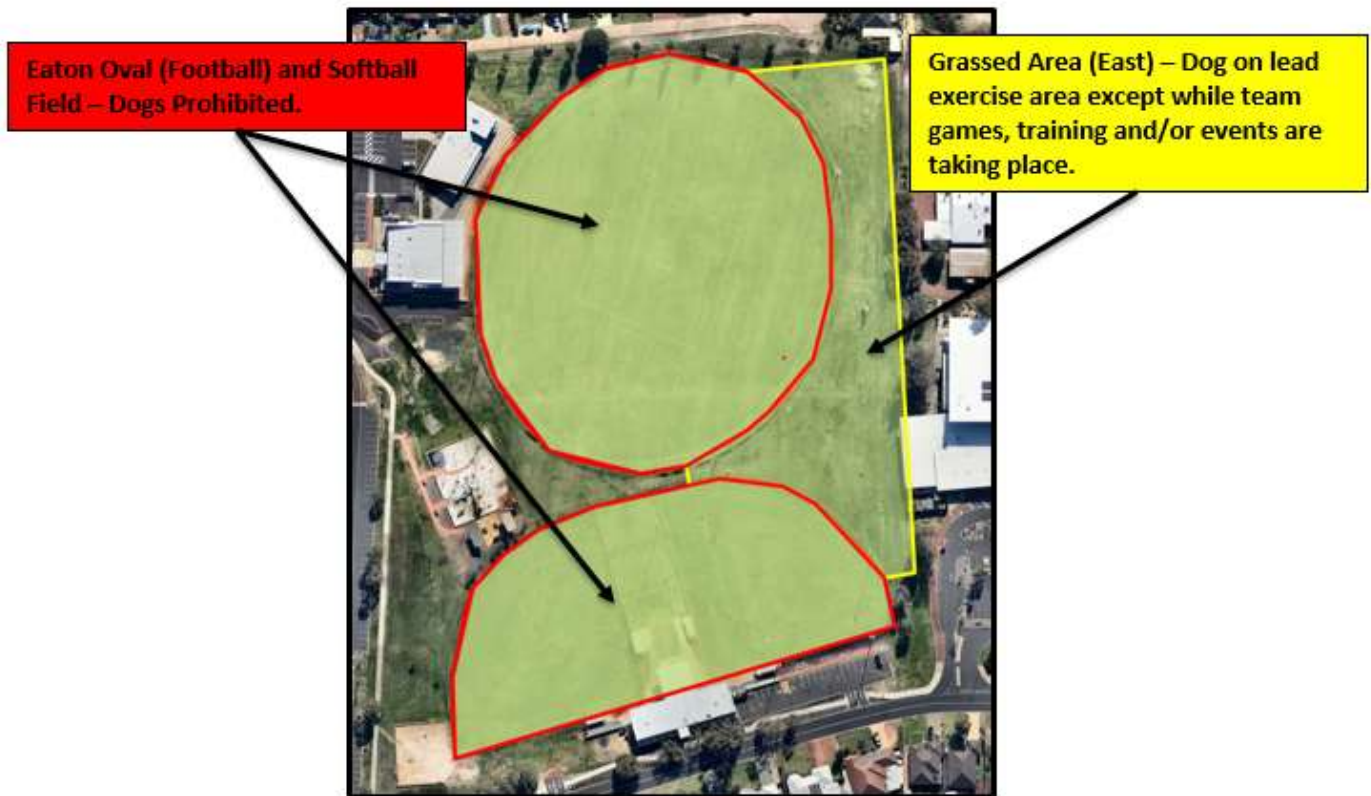 Eaton Oval (Football) and Softball
Field – Dogs Prohibited.
Grassed Area (East) – Dog on lead
exercise area except while team
games, training and/or events are
taking place.